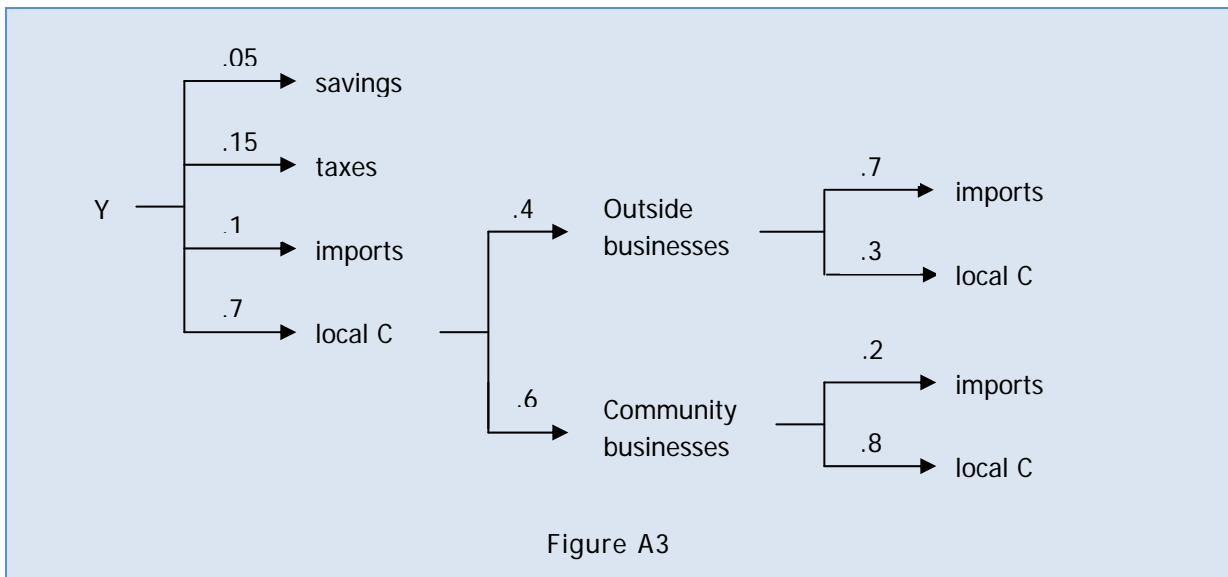 .05
savings
.15
taxes
Y
.1
imports
.7
local C
.4
Outside
businesses
.6
Community
businesses
.7
imports
.3
local C
.2
imports
.8
local C
Figure A3